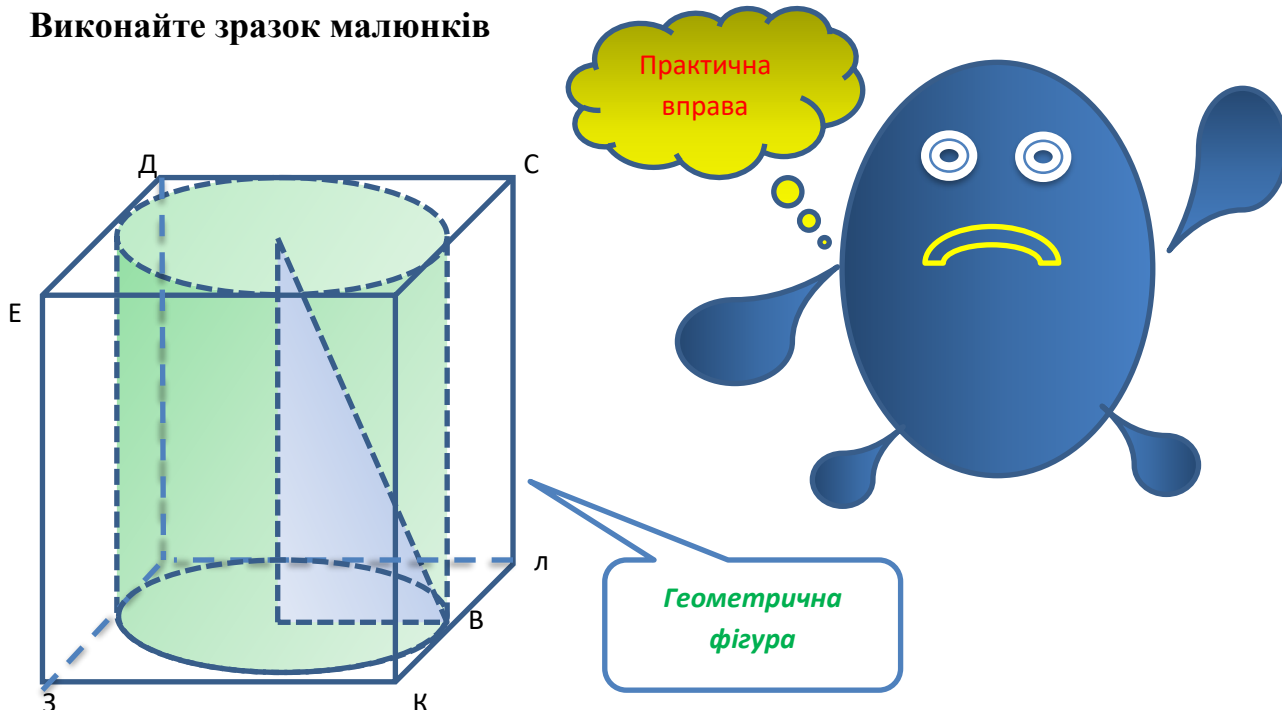 Виконайте зразок малюнків
Практична
вправа
Д
С
Е
л
В
З
К
Геометрична
фігура